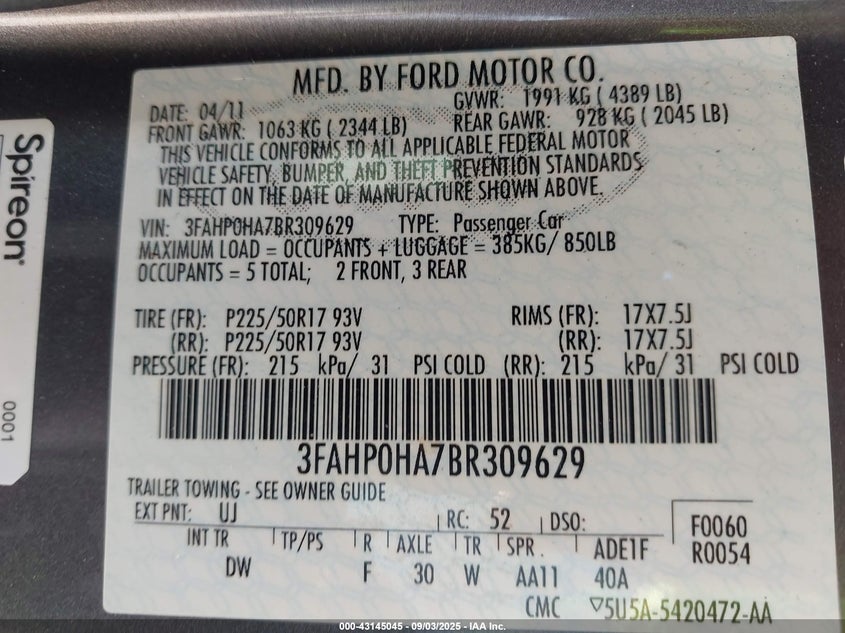 Spireon
0001
MFD. BY FORD MOTOR CO.
DATE: 04/11 GVWR: 1991 KG ( 4389 LB)
FRONT GAWR: 1063 KG ( 2344 LB) REAR GAWR: 928 KG ( 2045 LB)
THIS VEHICLE CONFORMS TO ALL APPLICABLE FEDERAL MOTOR
VEHICLE SAFETY, BUMPER, AND THEFT PREVENTION STANDARDS
IN EFFECT ON THE DATE OF MANUFACTURE SHOWN ABOVE.
VIN: 3FAHP0HA7BR309629 TYPE: Passenger Car
MAXIMUM LOAD = OCCUPANTS + LUGGAGE = 385KG/ 850LB
OCCUPANTS = 5 TOTAL; 2 FRONT, 3 REAR
TIRE (FR): P225/50R17 93V RIMS (FR): 17X7.5J
(RR): P225/50R17 93V (RR): 17X7.5J
PRESSURE (FR): 215 kPa/ 31 PSI COLD (RR): 215 kPa/ 31 PSI COLD
3FAHP0HA7BR309629
TRAILER TOWING - SEE OWNER GUIDE
EXT PNT: UJ RC: 52 DSO: F0060
INT TR TP/PS R AXLE TR SPR ADE1F R0054
DW F 30 W AA11 40A
CMC ▽5U5A-5420472-AA
000-43145045 - 09/03/2025 - IAA Inc.